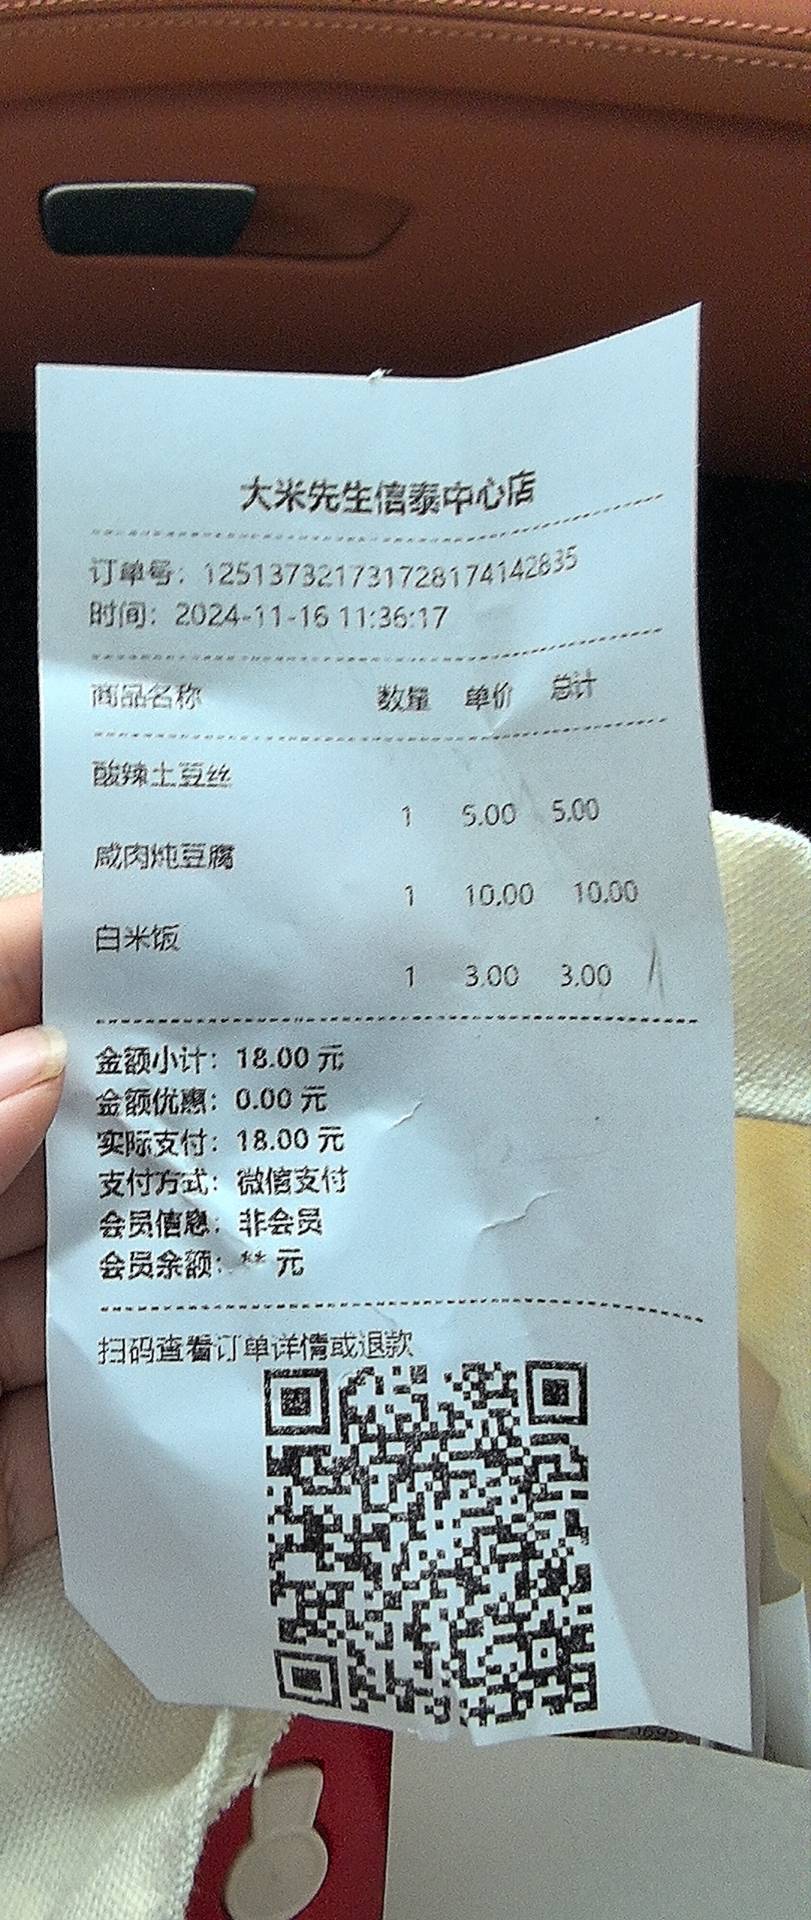 大米先生信泰中心店
订单号：125137321731728174142835
时间：2024-11-16 11:36:17
商品名称 数量 单价 总计
酸辣土豆丝
1 5.00 5.00
咸肉炖豆腐
1 10.00 10.00
白米饭
1 3.00 3.00
金额小计：18.00 元
金额优惠：0.00 元
实际支付：18.00 元
支付方式：微信支付
会员信息：非会员
会员余额：** 元
扫码查看订单详情或退款